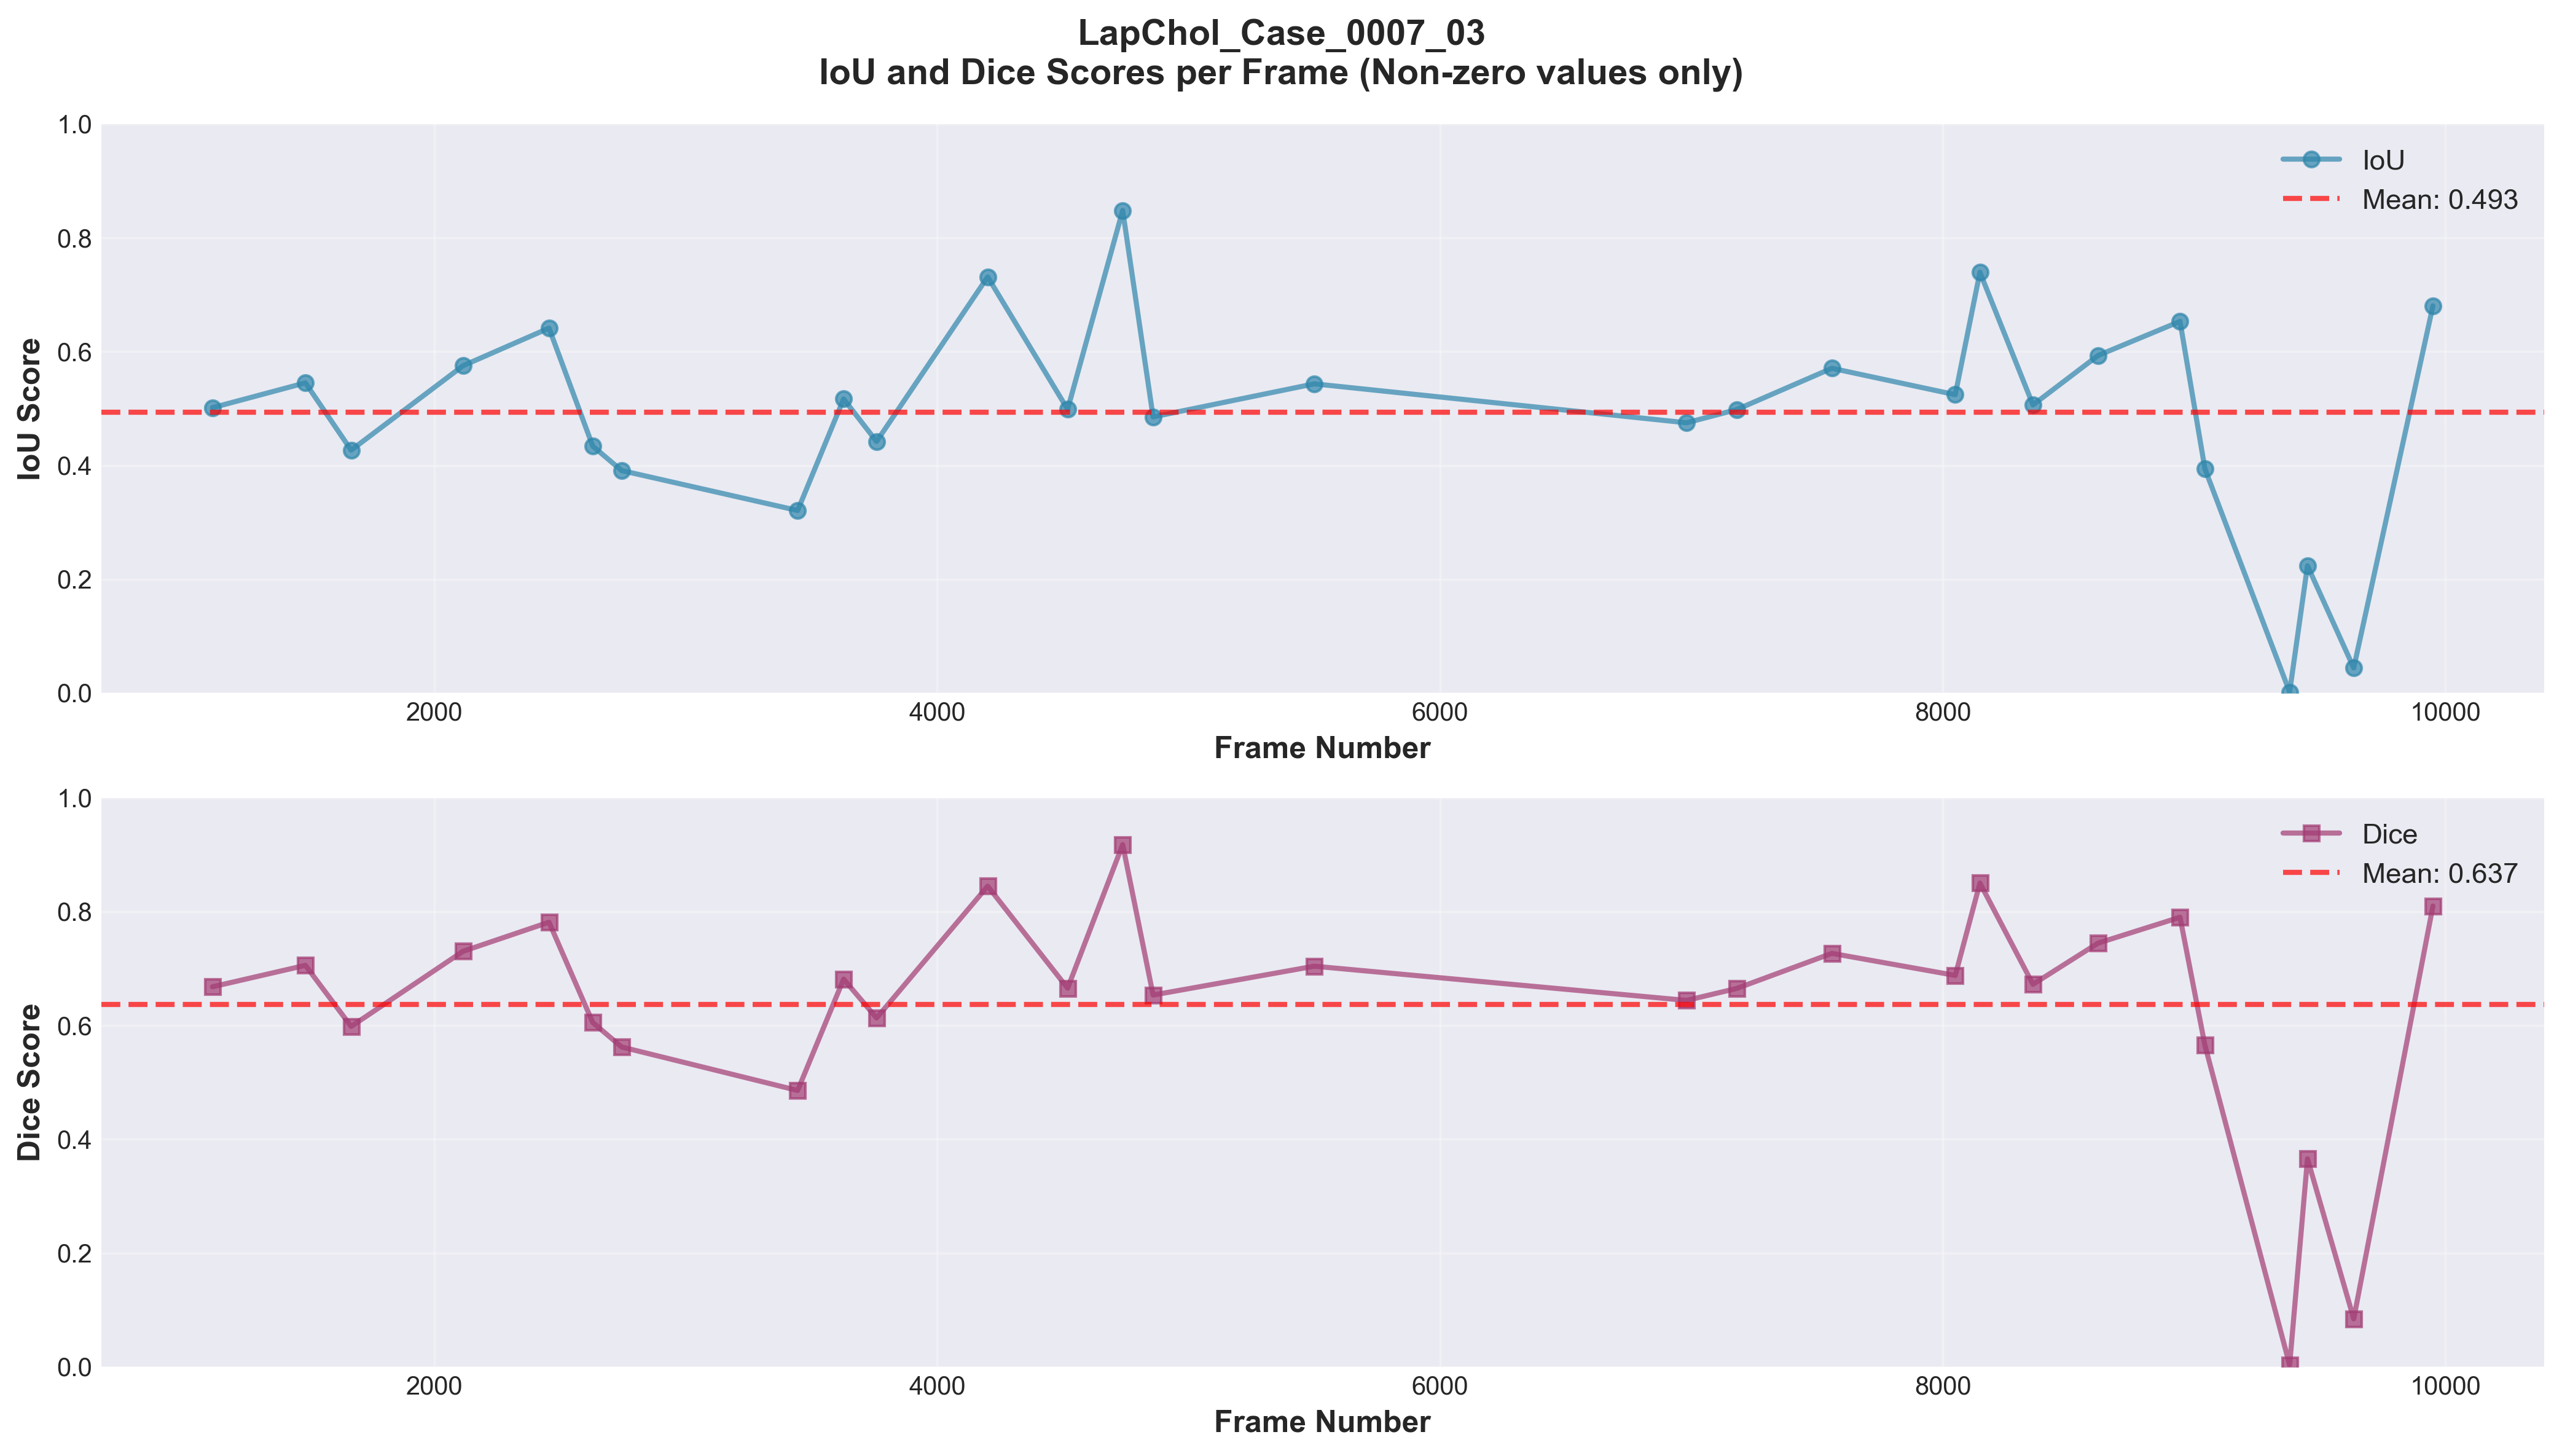 LapChol_Case_0007_03
IoU and Dice Scores per Frame (Non-zero values only)
1.0
0.8
0.6
0.4
0.2
0.0
IoU Score
IoU
Mean: 0.493
2000
4000
6000
8000
10000
Frame Number
1.0
0.8
0.6
0.4
0.2
0.0
Dice Score
Dice
Mean: 0.637
2000
4000
6000
8000
10000
Frame Number